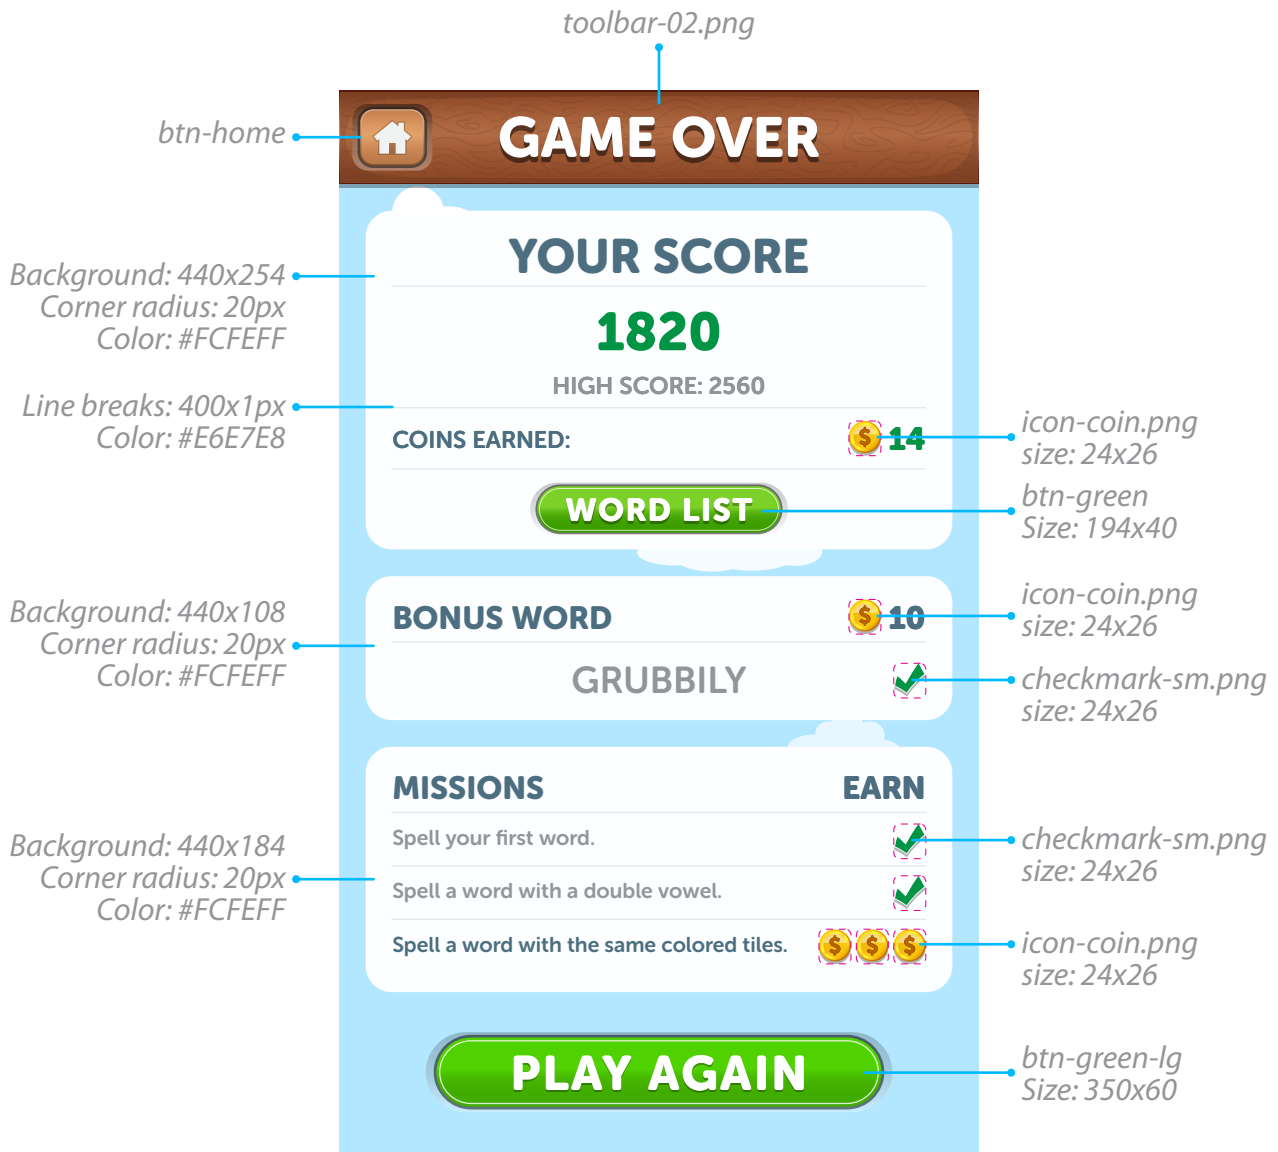 toolbar-02.png
btn-home
GAME OVER
Background: 440x254
Corner radius: 20px
Color: #FCFEFF
YOUR SCORE
1820
HIGH SCORE: 2560
Line breaks: 400x1px
Color: #E6E7E8
COINS EARNED:
$ 14
icon-coin.png
size: 24x26
WORD LIST
btn-green
Size: 194x40
Background: 440x108
Corner radius: 20px
Color: #FCFEFF
BONUS WORD
$ 10
icon-coin.png
size: 24x26
GRUBBILY
checkmark-sm.png
size: 24x26
MISSIONS
EARN
Background: 440x184
Corner radius: 20px
Color: #FCFEFF
Spell your first word.
checkmark-sm.png
size: 24x26
Spell a word with a double vowel.
Spell a word with the same colored tiles.
$ $ $
icon-coin.png
size: 24x26
PLAY AGAIN
btn-green-lg
Size: 350x60